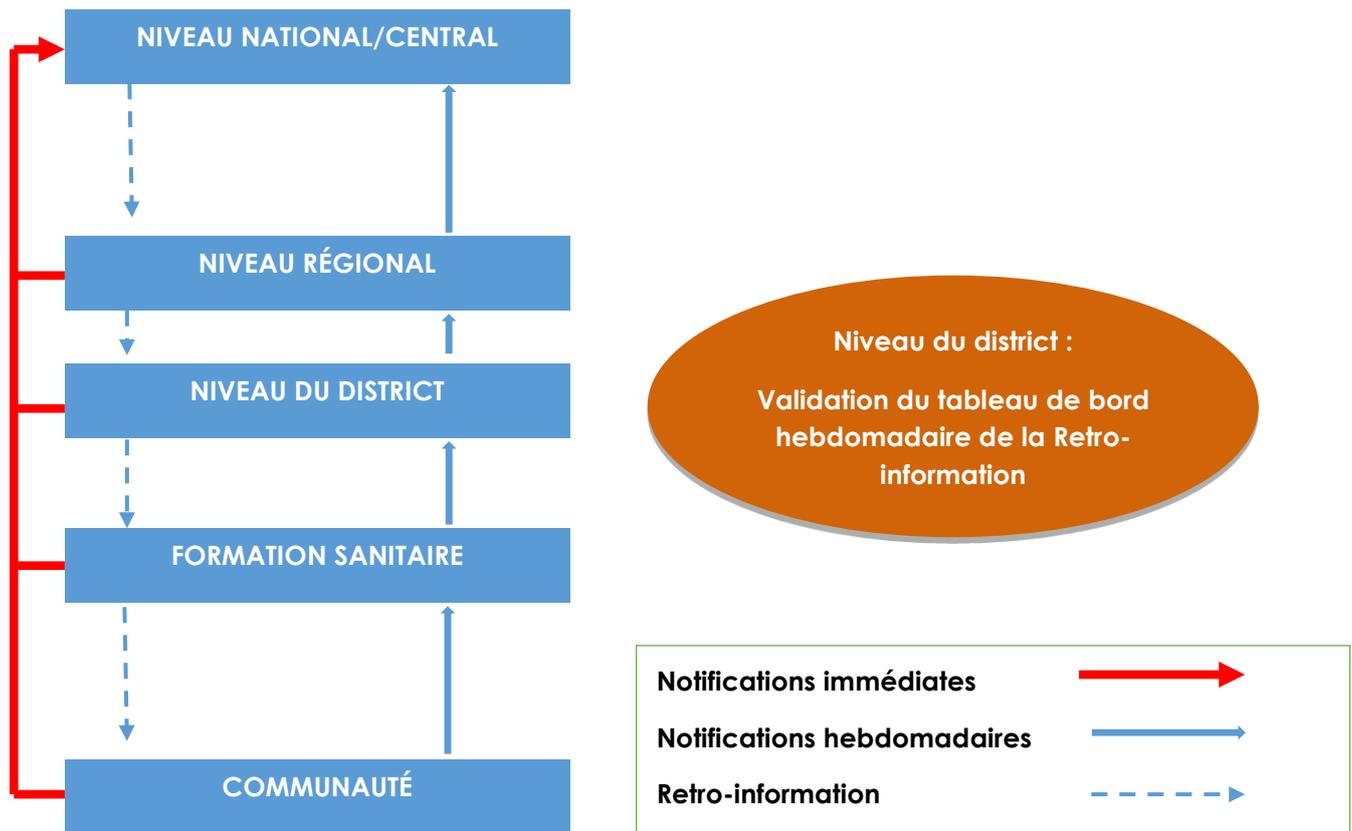 NIVEAU NATIONAL/CENTRAL
NIVEAU RÉGIONAL
NIVEAU DU DISTRICT
FORMATION SANITAIRE
COMMUNAUTÉ
Niveau du district :
Validation du tableau de bord
hebdomadaire de la Retro-
information
Notifications immédiates
Notifications hebdomadaires
Retro-information